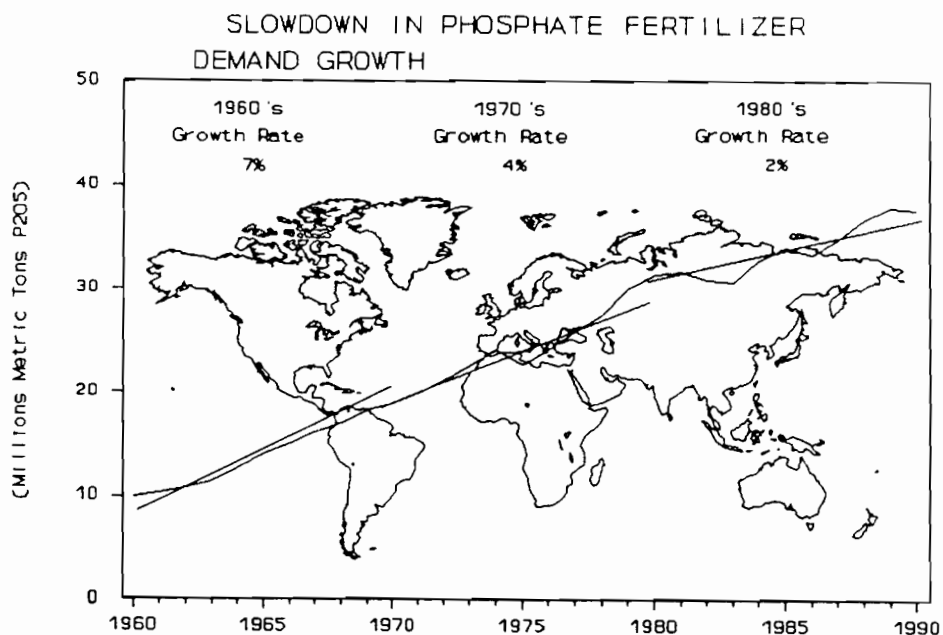 SLOWDOWN IN PHOSPHATE FERTILIZER
DEMAND GROWTH
(Millions Metric Tons P2O5)
50
40
30
20
10
0
1960's
Growth Rate
7%
1970's
Growth Rate
4%
1980's
Growth Rate
2%
1960 1965 1970 1975 1980 1985 1990